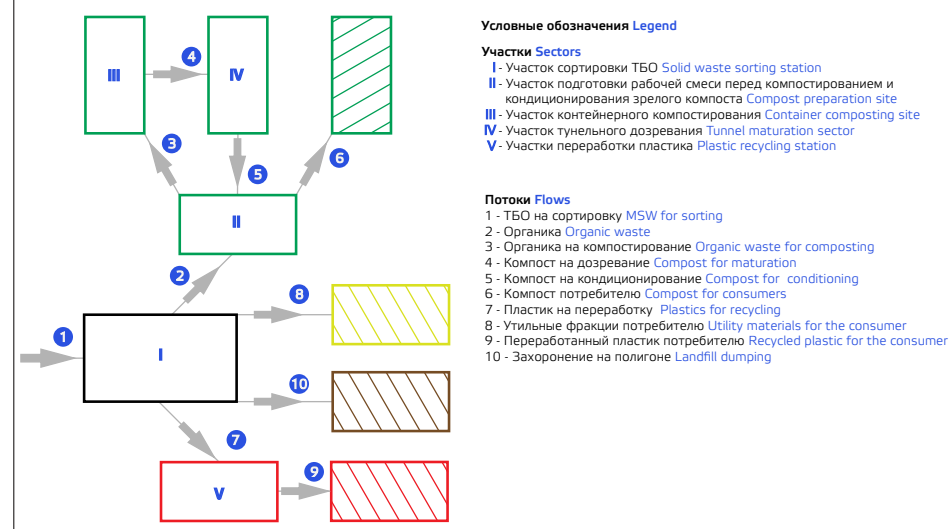 III
4
IV
3
5
6
II
2
8
1
I
10
7
9
V
Условные обозначения Legend
Участки Sectors
I - Участок сортировки ТБО Solid waste sorting station
II - Участок подготовки рабочей смеси перед компостированием и
кондиционирования зрелого компоста Compost preparation site
III - Участок контейнерного компостирования Container composting site
IV - Участок тунельного дозревания Tunnel maturation sector
V - Участки переработки пластика Plastic recycling station
Потоки Flows
1 - ТБО на сортировку MSW for sorting
2 - Органика Organic waste
3 - Органика на компостирование Organic waste for composting
4 - Компост на дозревание Compost for maturation
5 - Компост на кондиционирование Compost for conditioning
6 - Компост потребителю Compost for consumers
7 - Пластик на переработку Plastics for recycling
8 - Утильные фракции потребителю Utility materials for the consumer
9 - Переработанный пластик потребителю Recycled plastic for the consumer
10 - Захоронение на полигоне Landfill dumping